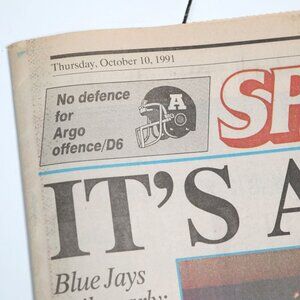 Thursday, October 10, 1991
No defence
for
Argo
offence/D6
A
SP
IT'S A
Blue Jays